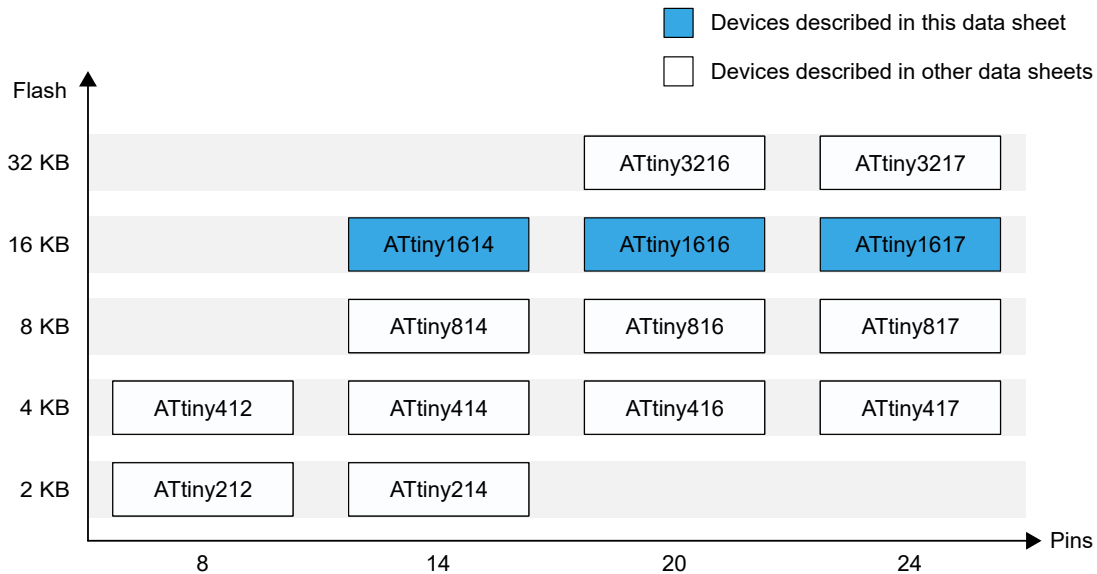 Devices described in this data sheet
Devices described in other data sheets
Flash
32 KB ATtiny3216 ATtiny3217
16 KB ATtiny1614 ATtiny1616 ATtiny1617
8 KB ATtiny814 ATtiny816 ATtiny817
4 KB ATtiny412 ATtiny414 ATtiny416 ATtiny417
2 KB ATtiny212 ATtiny214
Pins
8 14 20 24